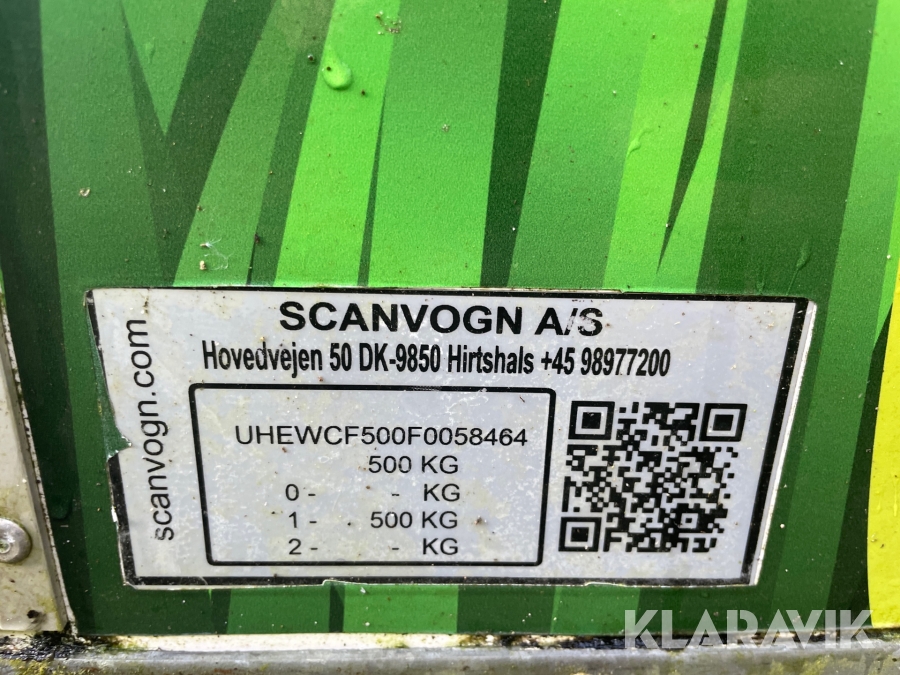 SCANVOGN A/S
Hovedvejen 50 DK-9850 Hirtshals +45 98977200
scanvogn.com
UHEWCF500F0058464
500 KG
0 - - KG
1 - 500 KG
2 - - KG
KLARAVIK